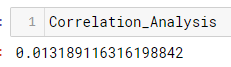 1 Correlation_Analysis
: 0.013189116316198842